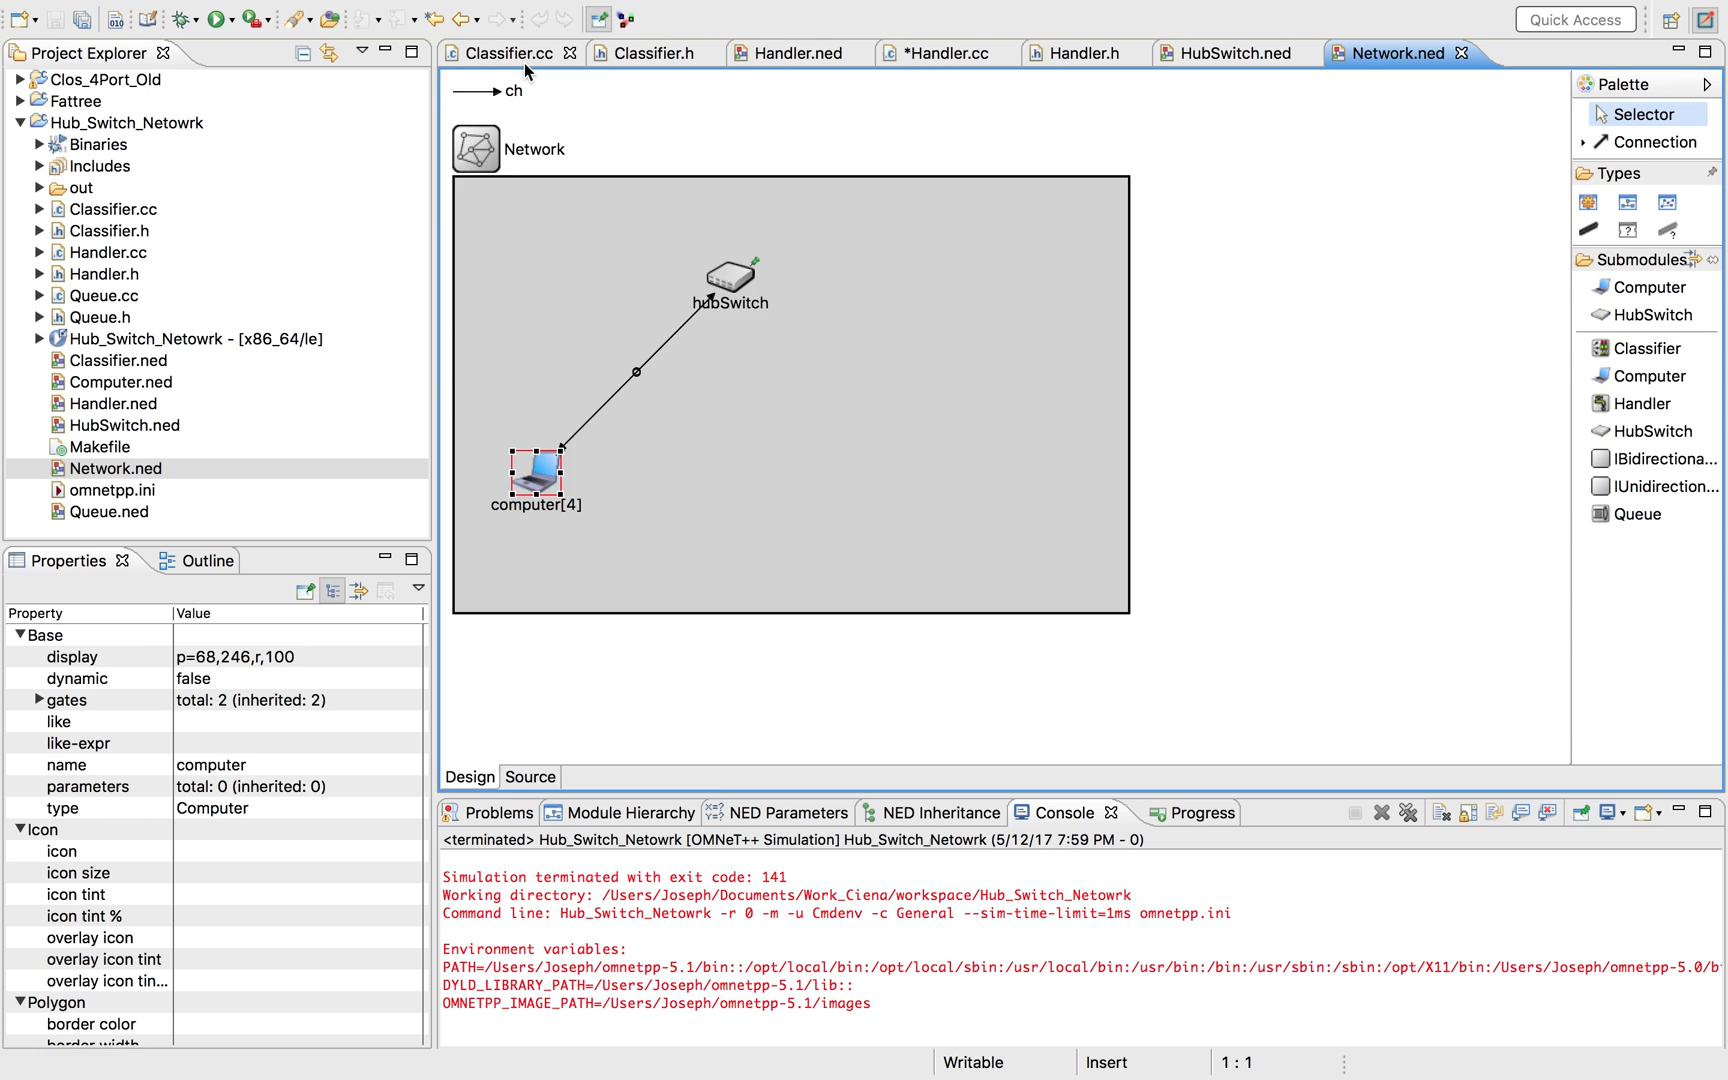 Quick Access
Project Explorer
Clos_4Port_Old
Fattree
Hub_Switch_Netowrk
Binaries
Includes
out
Classifier.cc
Classifier.h
Handler.cc
Handler.h
Queue.cc
Queue.h
Hub_Switch_Netowrk - [x86_64/le]
Classifier.ned
Computer.ned
Handler.ned
HubSwitch.ned
Makefile
Network.ned
omnetpp.ini
Queue.ned
Properties
Outline
Property Value
Base
display p=68,246,r,100
dynamic false
gates total: 2 (inherited: 2)
like
like-expr
name computer
parameters total: 0 (inherited: 0)
type Computer
Icon
icon
icon size
icon tint
icon tint %
overlay icon
overlay icon tint
overlay icon tin...
Polygon
border color
border width
Classifier.cc
Classifier.h
Handler.ned
*Handler.cc
Handler.h
HubSwitch.ned
Network.ned
ch
Network
hubSwitch
computer[4]
Design
Source
Palette
Selector
Connection
Types
Submodules
Computer
HubSwitch
Classifier
Computer
Handler
HubSwitch
IBidirectiona...
IUnidirection...
Queue
Problems
Module Hierarchy
NED Parameters
NED Inheritance
Console
Progress
<terminated> Hub_Switch_Netowrk [OMNeT++ Simulation] Hub_Switch_Netowrk (5/12/17 7:59 PM - 0)
Simulation terminated with exit code: 141
Working directory: /Users/Joseph/Documents/Work_Ciena/workspace/Hub_Switch_Netowrk
Command line: Hub_Switch_Netowrk -r 0 -m -u Cmdenv -c General --sim-time-limit=1ms omnetpp.ini
Environment variables:
PATH=/Users/Joseph/omnetpp-5.1/bin::/opt/local/bin:/opt/local/sbin:/usr/local/bin:/usr/bin:/bin:/usr/sbin:/sbin:/opt/X11/bin:/Users/Joseph/omnetpp-5.0/b
DYLD_LIBRARY_PATH=/Users/Joseph/omnetpp-5.1/lib::
OMNETPP_IMAGE_PATH=/Users/Joseph/omnetpp-5.1/images
Writable
Insert
1 : 1